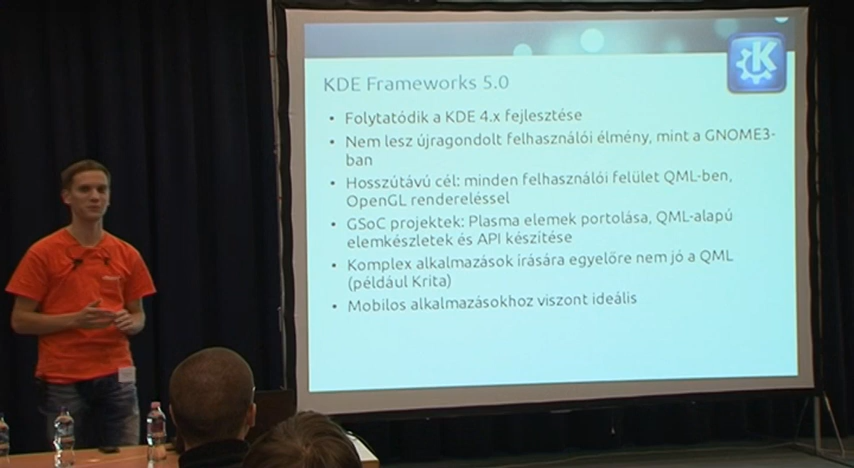 K
KDE Frameworks 5.0
• Folytatódik a KDE 4.x fejlesztése
• Nem lesz újragondolt felhasználói élmény, mint a GNOME3-
ban
• Hosszútávú cél: minden felhasználói felület QML-ben,
OpenGL rendereléssel
• GSoC projektek: Plasma elemek portolása, QML-alapú
elemkészletek és API készítése
• Komplex alkalmazások írására egyelőre nem jó a QML
(például Krita)
• Mobilos alkalmazásokhoz viszont ideális